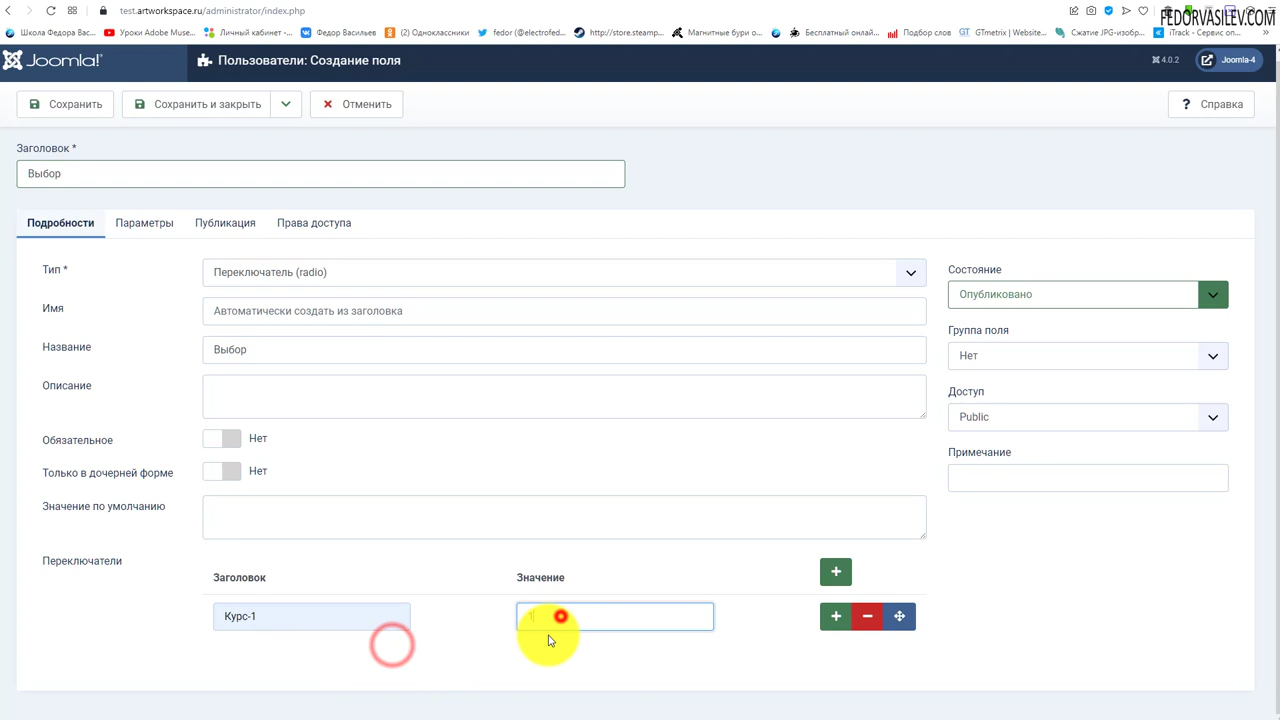 test.artworkspace.ru/administrator/index.php
FEDORVASILEV.COM
Школа Федора Вас...
Уроки Adobe Muse...
Личный кабинет -...
Федор Васильев
(2) Одноклассники
fedor (@electrofed...
http://store.steamp...
Магнитные бури о...
Бесплатный онлай...
Подбор слов
GTmetrix | Website...
Сжатие JPG-изобр...
iTrack - Сервис оп...
Joomla!
Пользователи: Создание поля
4.0.2
Joomla-4
Сохранить
Сохранить и закрыть
Отменить
? Справка
Заголовок *
Выбор
Подробности
Параметры
Публикация
Права доступа
Тип *
Переключатель (radio)
Состояние
Опубликовано
Имя
Автоматически создать из заголовка
Группа поля
Нет
Название
Выбор
Описание
Доступ
Public
Обязательное
Нет
Примечание
Только в дочерней форме
Нет
Значение по умолчанию
Переключатели
Заголовок
Значение
Курс-1
1